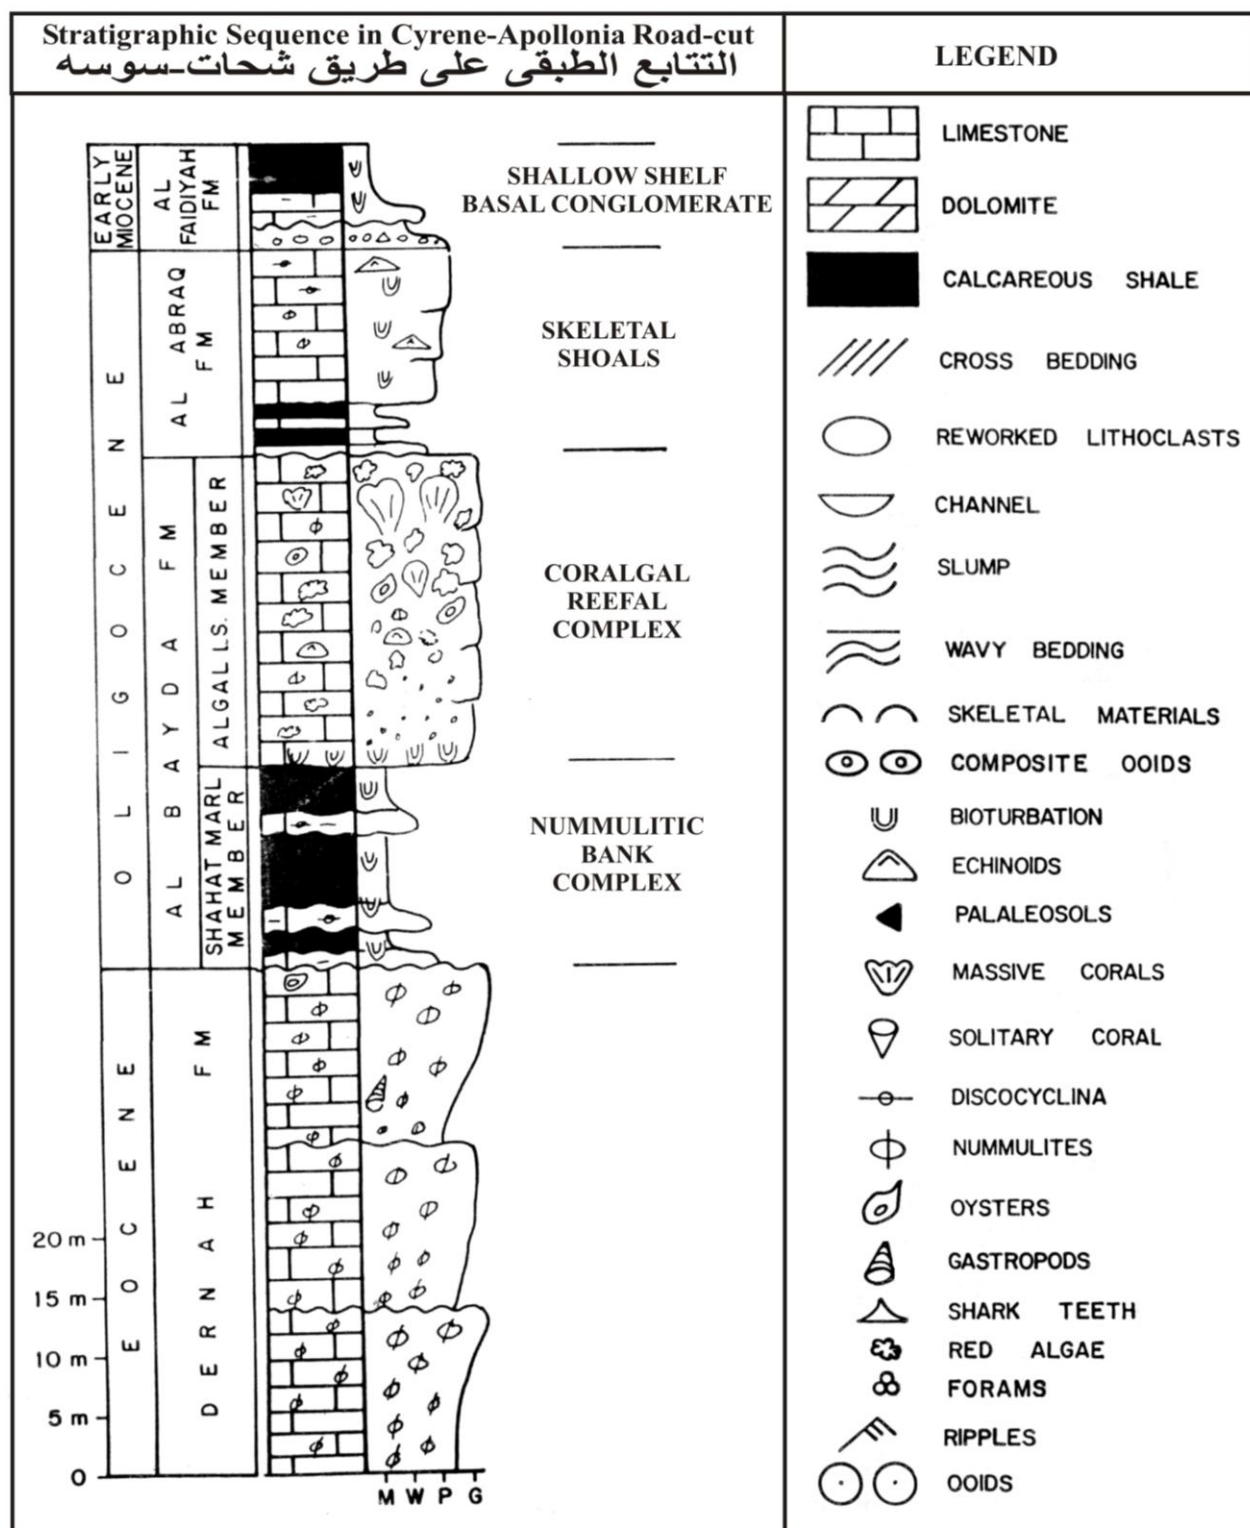 Stratigraphic Sequence in Cyrene-Apollonia Road-cut
التتابع الطبقى على طريق شحات-سوسه
LEGEND
EARLY
MIOCENE
AL
FAIDIYAH
FM
SHALLOW SHELF
BASAL CONGLOMERATE
OLIGOCENE
AL ABRAQ
FM
SKELETAL
SHOALS
AL BAYDA FM
ALGAL LS. MEMBER
CORALGAL
REEFAL
COMPLEX
SHAHAT MARL
MEMBER
NUMMULITIC
BANK
COMPLEX
EOCENE
DERNAH FM
20 m
15 m
10 m
5 m
0
M W P G
LIMESTONE
DOLOMITE
CALCAREOUS SHALE
CROSS BEDDING
REWORKED LITHOCLASTS
CHANNEL
SLUMP
WAVY BEDDING
SKELETAL MATERIALS
COMPOSITE OOIDS
BIOTURBATION
ECHINOIDS
PALALEOSOLS
MASSIVE CORALS
SOLITARY CORAL
DISCOCYCLINA
NUMMULITES
OYSTERS
GASTROPODS
SHARK TEETH
RED ALGAE
FORAMS
RIPPLES
OOIDS